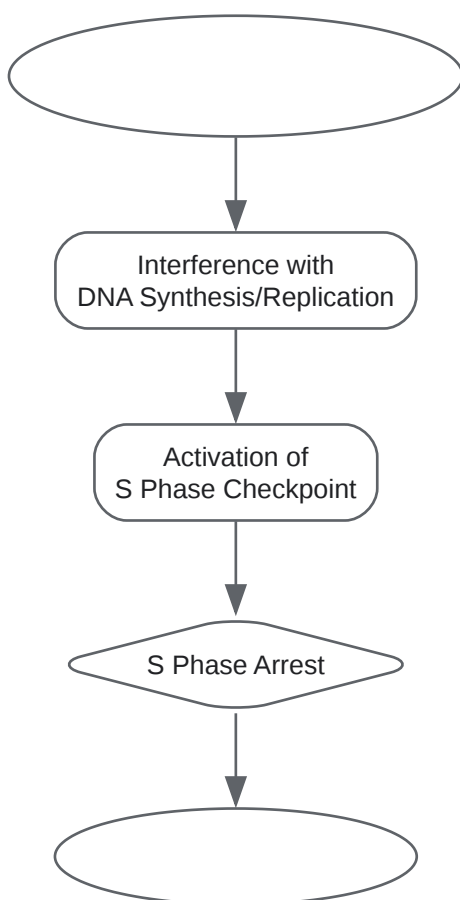 Interference with
DNA Synthesis/Replication
Activation of
S Phase Checkpoint
S Phase Arrest